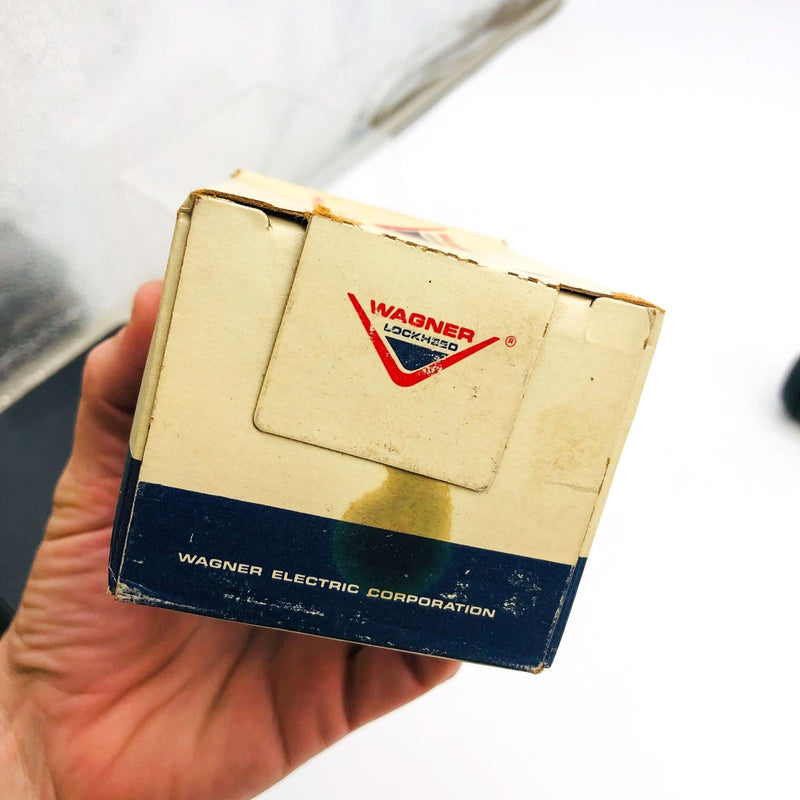 WAGNER
LOCKHEED
®
WAGNER ELECTRIC CORPORATION